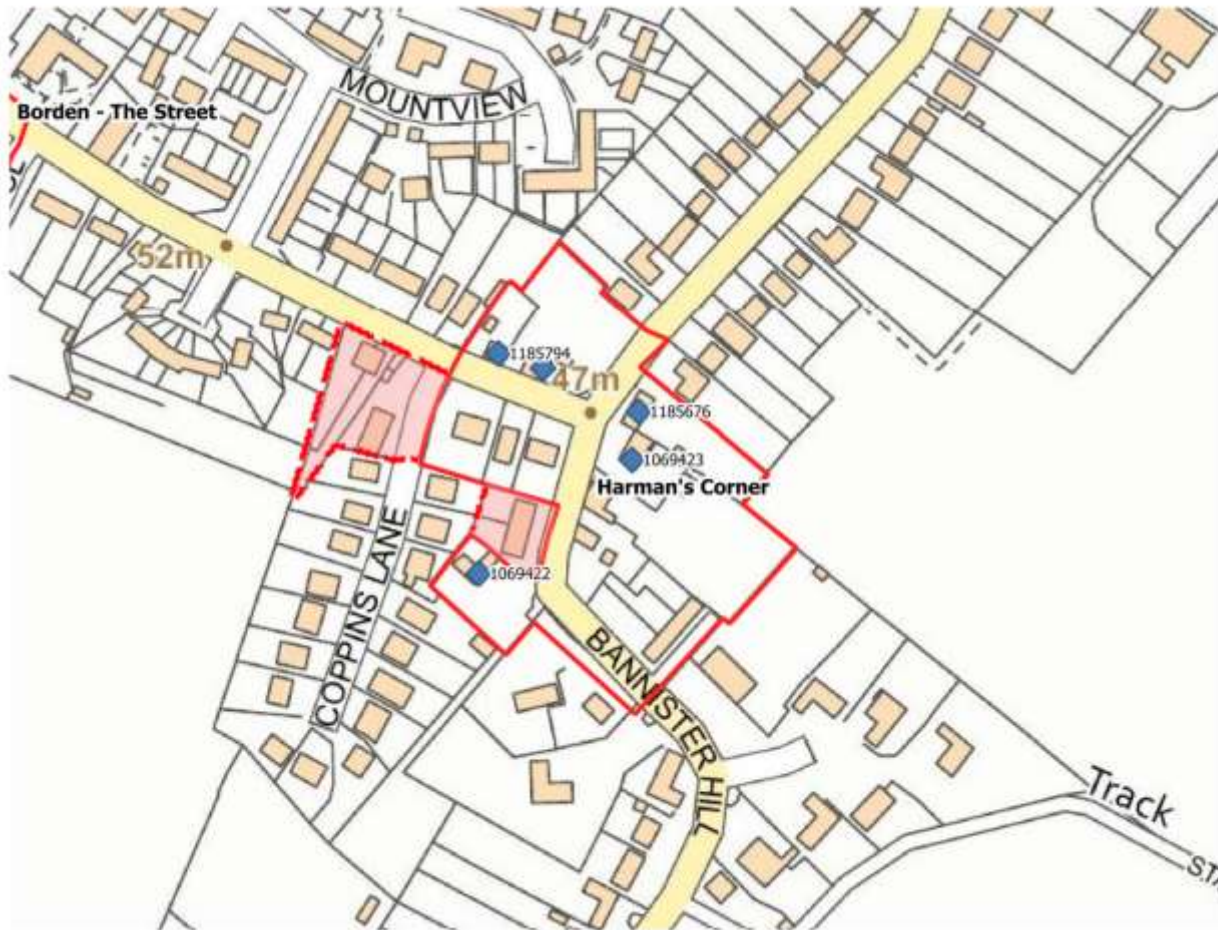 MOUNTVIEW
Borden - The Street
52m
1185794
47m
1185676
1069423
Harman's Corner
COPPINS LANE
1069422
BANNISTER HILL
Track